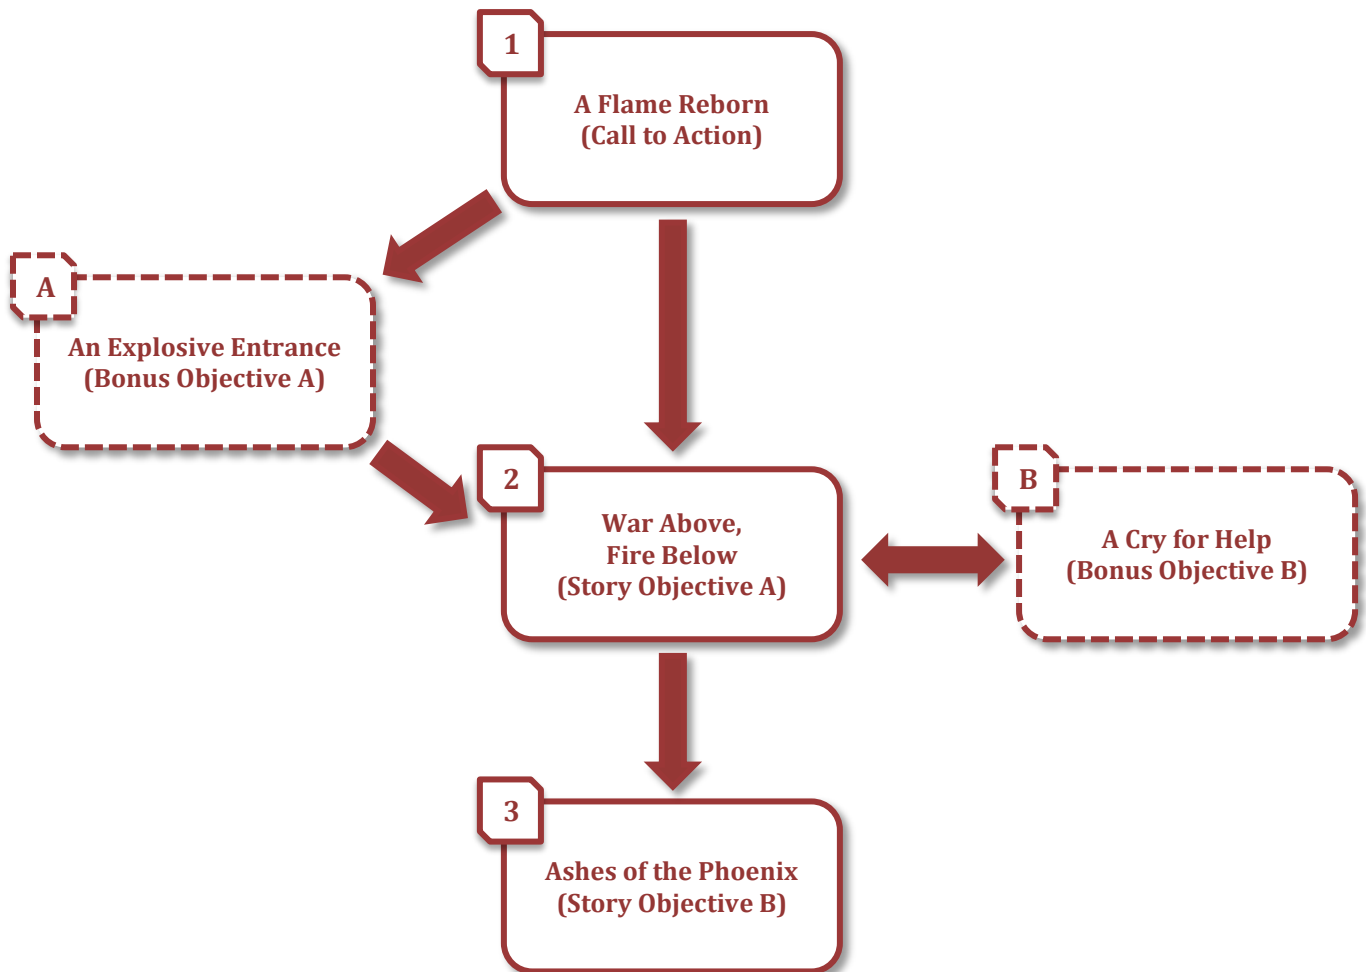 1
A Flame Reborn
(Call to Action)
A
An Explosive Entrance
(Bonus Objective A)
2
War Above,
Fire Below
(Story Objective A)
B
A Cry for Help
(Bonus Objective B)
3
Ashes of the Phoenix
(Story Objective B)